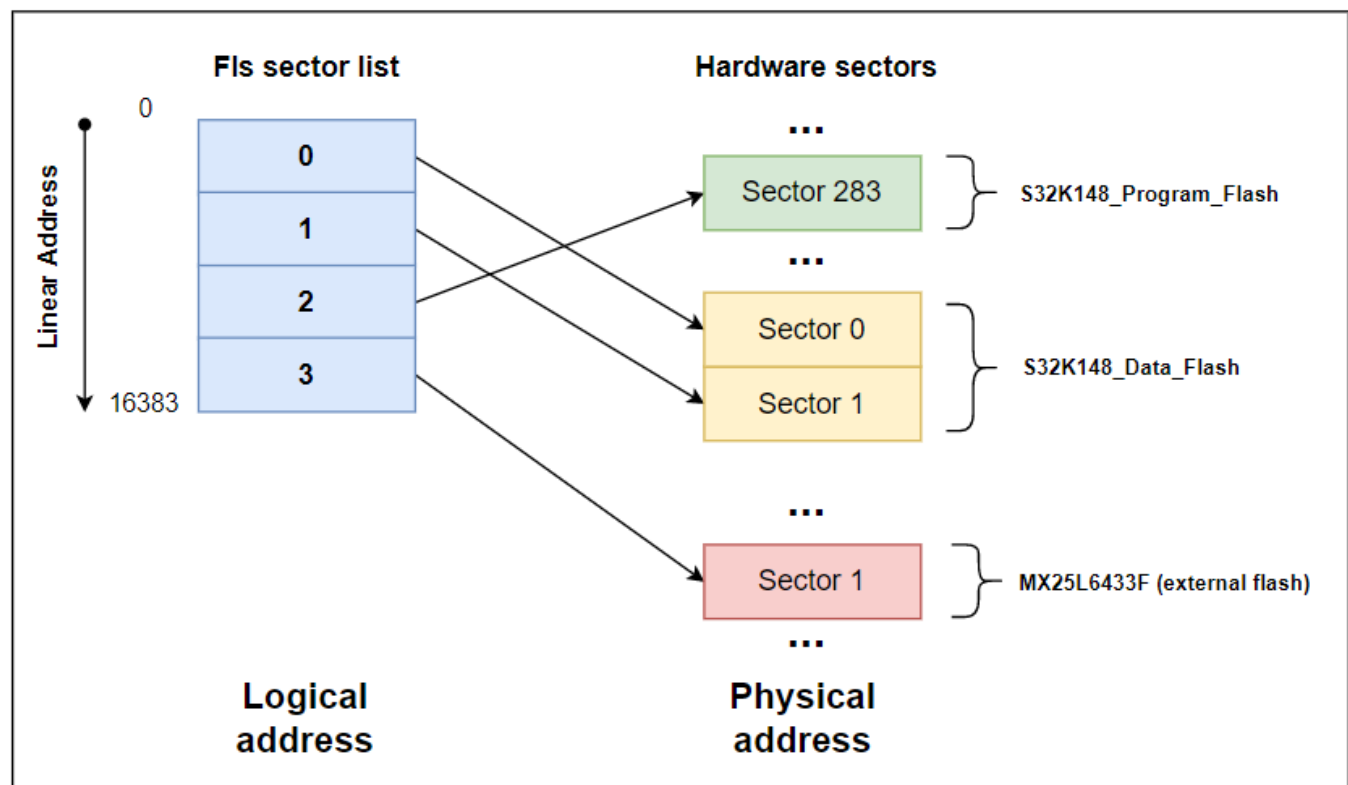 Fls sector list
Hardware sectors
0
Linear Address
16383
0
1
2
3
...
Sector 283
S32K148_Program_Flash
...
Sector 0
Sector 1
S32K148_Data_Flash
...
Sector 1
MX25L6433F (external flash)
...
Logical
address
Physical
address